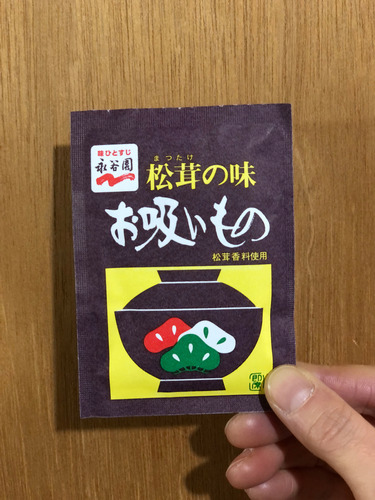 味ひとすじ
永谷園
まつたけ
松茸の味
お吸いもの
松茸香料使用